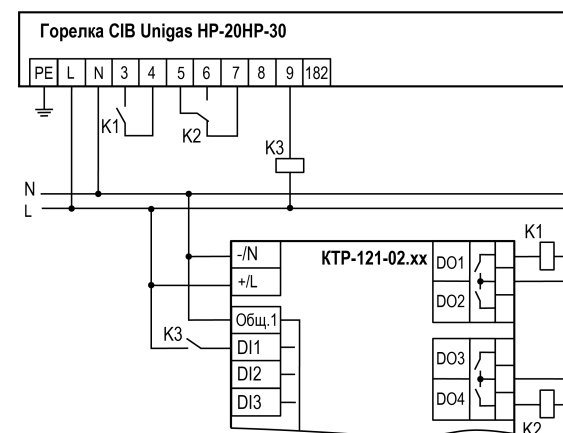 Горелка CIB Unigas HP-20HP-30
PE L N 3 4 5 6 7 8 9 182
K1
K2
K3
N
L
K1
-/N
KTP-121-02.xx
DO1
+/L
DO2
Общ.1
K3
DI1
DO3
DI2
DO4
DI3
K2